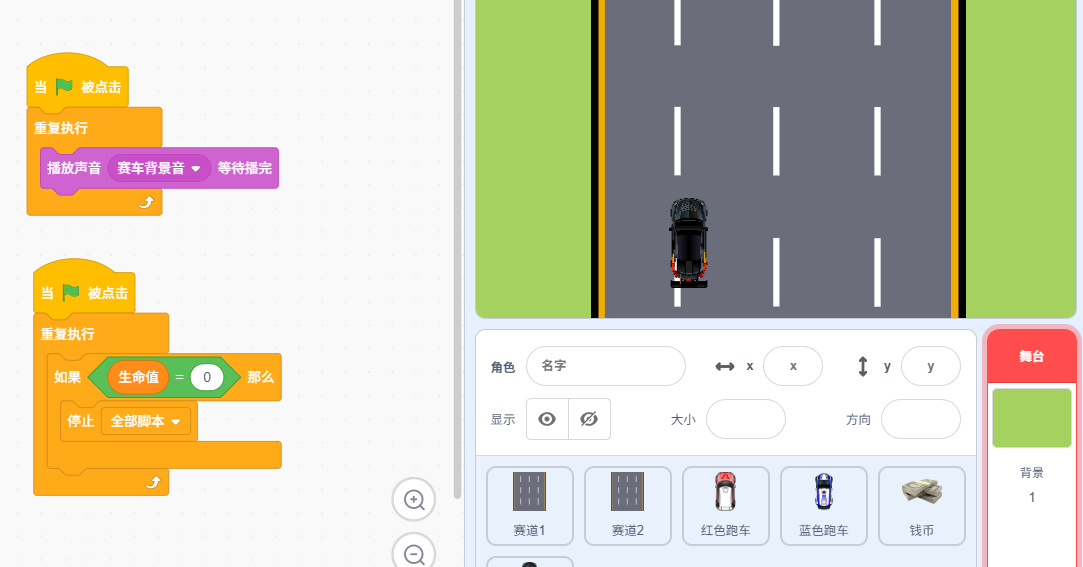 当 被点击
重复执行
播放声音 赛车背景音 等待播完
当 被点击
重复执行
如果 生命值 = 0 那么
停止 全部脚本
角色 名字 x x y y
显示 大小 方向
赛道1 赛道2 红色跑车 蓝色跑车 钱币
舞台
背景
1